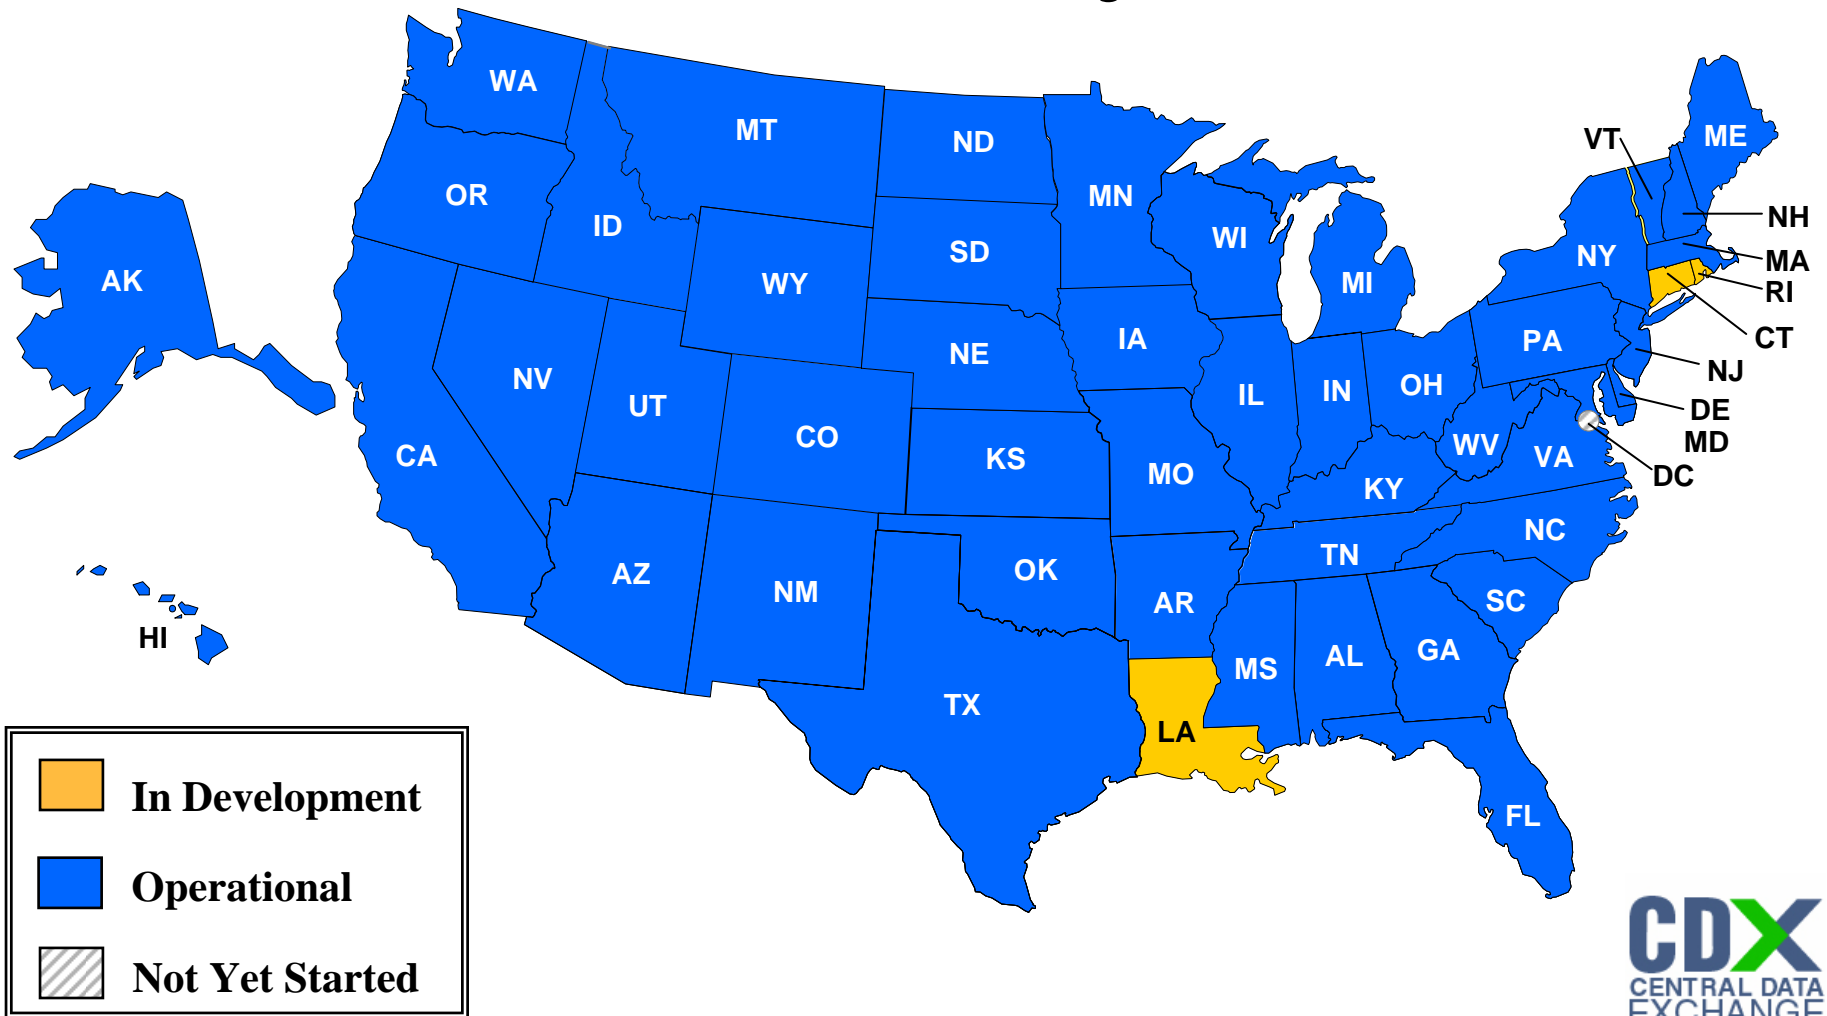 WA
MT
ND
MN
ME
VT
OR
ID
WI
NH
AK
WY
SD
MI
NY
MA
RI
NV
UT
NE
IA
PA
CT
NJ
CA
CO
KS
IL
IN
OH
DE
MD
MO
WV
VA
DC
KY
AZ
NM
OK
AR
TN
NC
HI
TX
MS
AL
GA
SC
LA
FL
In Development
Operational
Not Yet Started
CDX
CENTRAL DATA
EXCHANGE